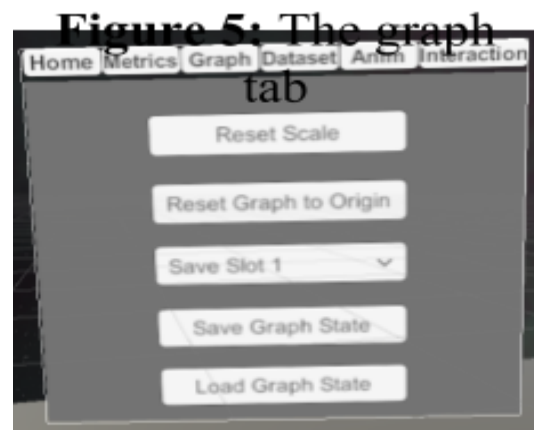 Figure 5: The graph
tab
Home Metrics Graph Dataset Anim Interaction
Reset Scale
Reset Graph to Origin
Save Slot 1
Save Graph State
Load Graph State